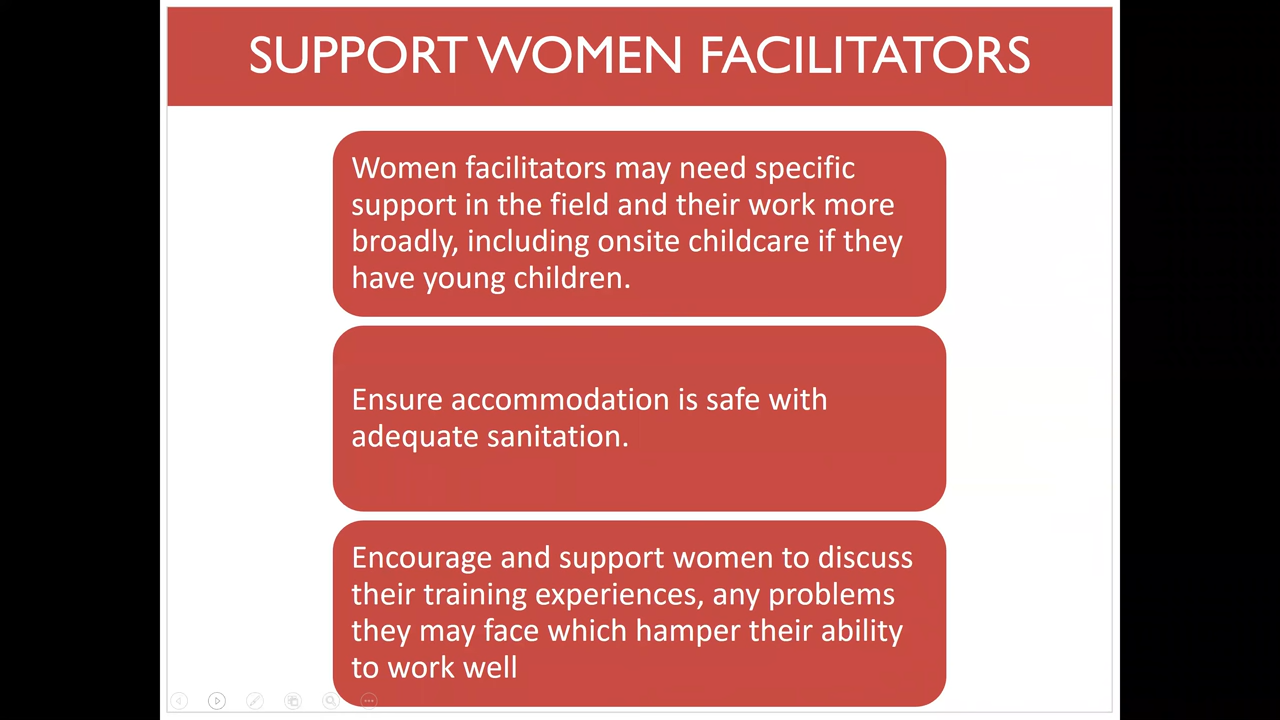 SUPPORT WOMEN FACILITATORS
Women facilitators may need specific
support in the field and their work more
broadly, including onsite childcare if they
have young children.
Ensure accommodation is safe with
adequate sanitation.
Encourage and support women to discuss
their training experiences, any problems
they may face which hamper their ability
to work well